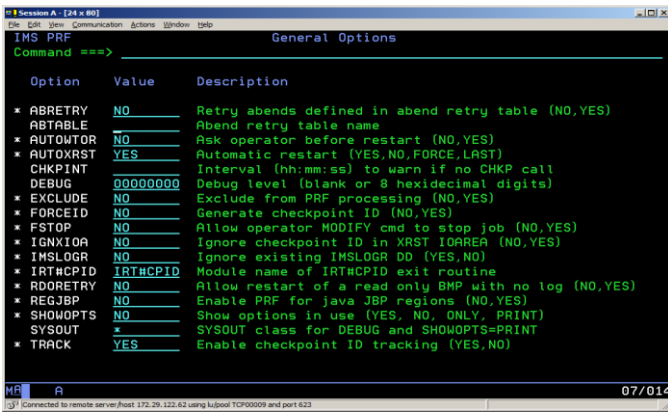 Session A - [24 x 80]
File Edit View Communication Actions Window Help
IMS PRF General Options
Command ===>
Option Value Description
* ABRETRY NO Retry abends defined in abend retry table (NO,YES)
ABTABLE Abend retry table name
* AUTOWTOR NO Ask operator before restart (NO,YES)
* AUTOXRST YES Automatic restart (YES,NO,FORCE,LAST)
CHKPINT Interval (hh:mm:ss) to warn if no CHKP call
DEBUG 00000000 Debug level (blank or 8 hexidecimal digits)
* EXCLUDE NO Exclude from PRF processing (NO,YES)
* FORCEID NO Generate checkpoint ID (NO,YES)
* FSTOP NO Allow operator MODIFY cmd to stop job (NO,YES)
* IGNXIOA NO Ignore checkpoint ID in XRST IOAREA (NO,YES)
* IMSLOGR NO Ignore existing IMSLOGR DD (YES,NO)
* IRT#CPID IRT#CPID Module name of IRT#CPID exit routine
* RDORETRY NO Allow restart of a read only BMP with no log (NO,YES)
* REGJBP NO Enable PRF for java JBP regions (NO,YES)
* SHOWOPTS NO Show options in use (YES, NO, ONLY, PRINT)
SYSOUT * SYSOUT class for DEBUG and SHOWOPTS=PRINT
* TRACK YES Enable checkpoint ID tracking (YES,NO)
MA A 07/014
Connected to remote server/host 172.29.122.62 using lu/pool TCP00009 and port 623